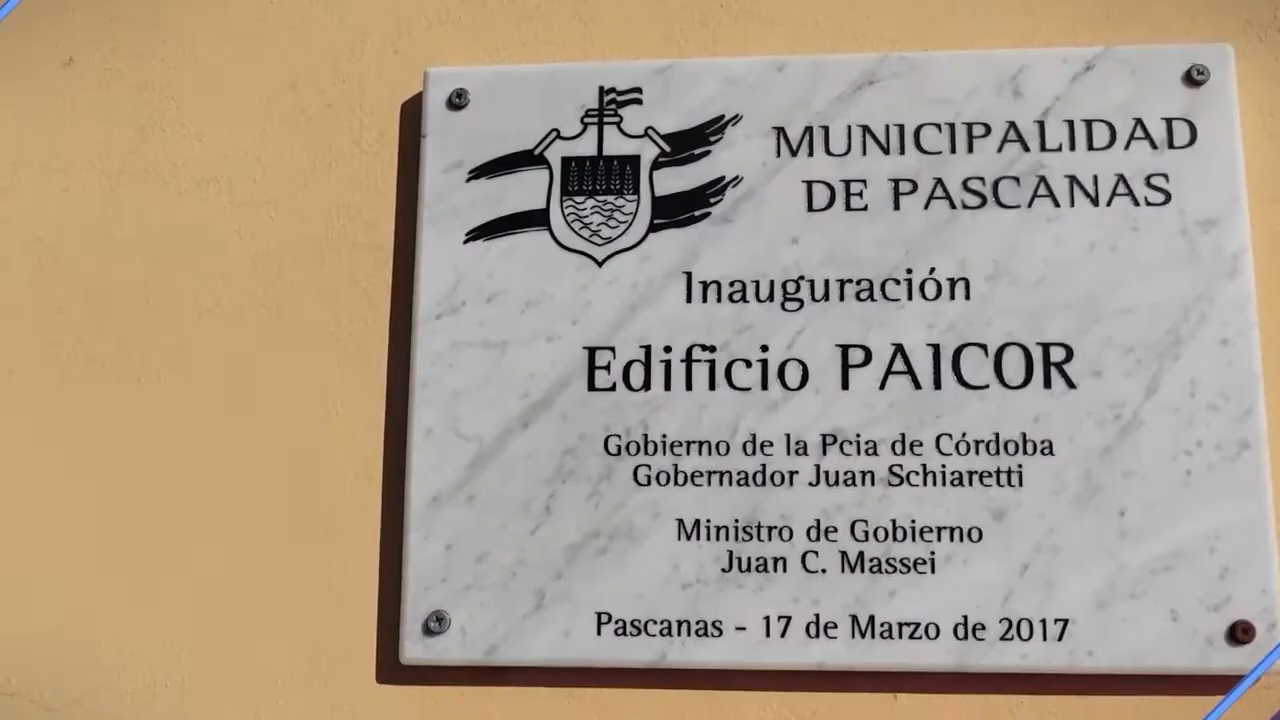 MUNICIPALIDAD
DE PASCANAS
Inauguración
Edificio PAICOR
Gobierno de la Pcia de Córdoba
Gobernador Juan Schiaretti
Ministro de Gobierno
Juan C. Massei
Pascanas - 17 de Marzo de 2017